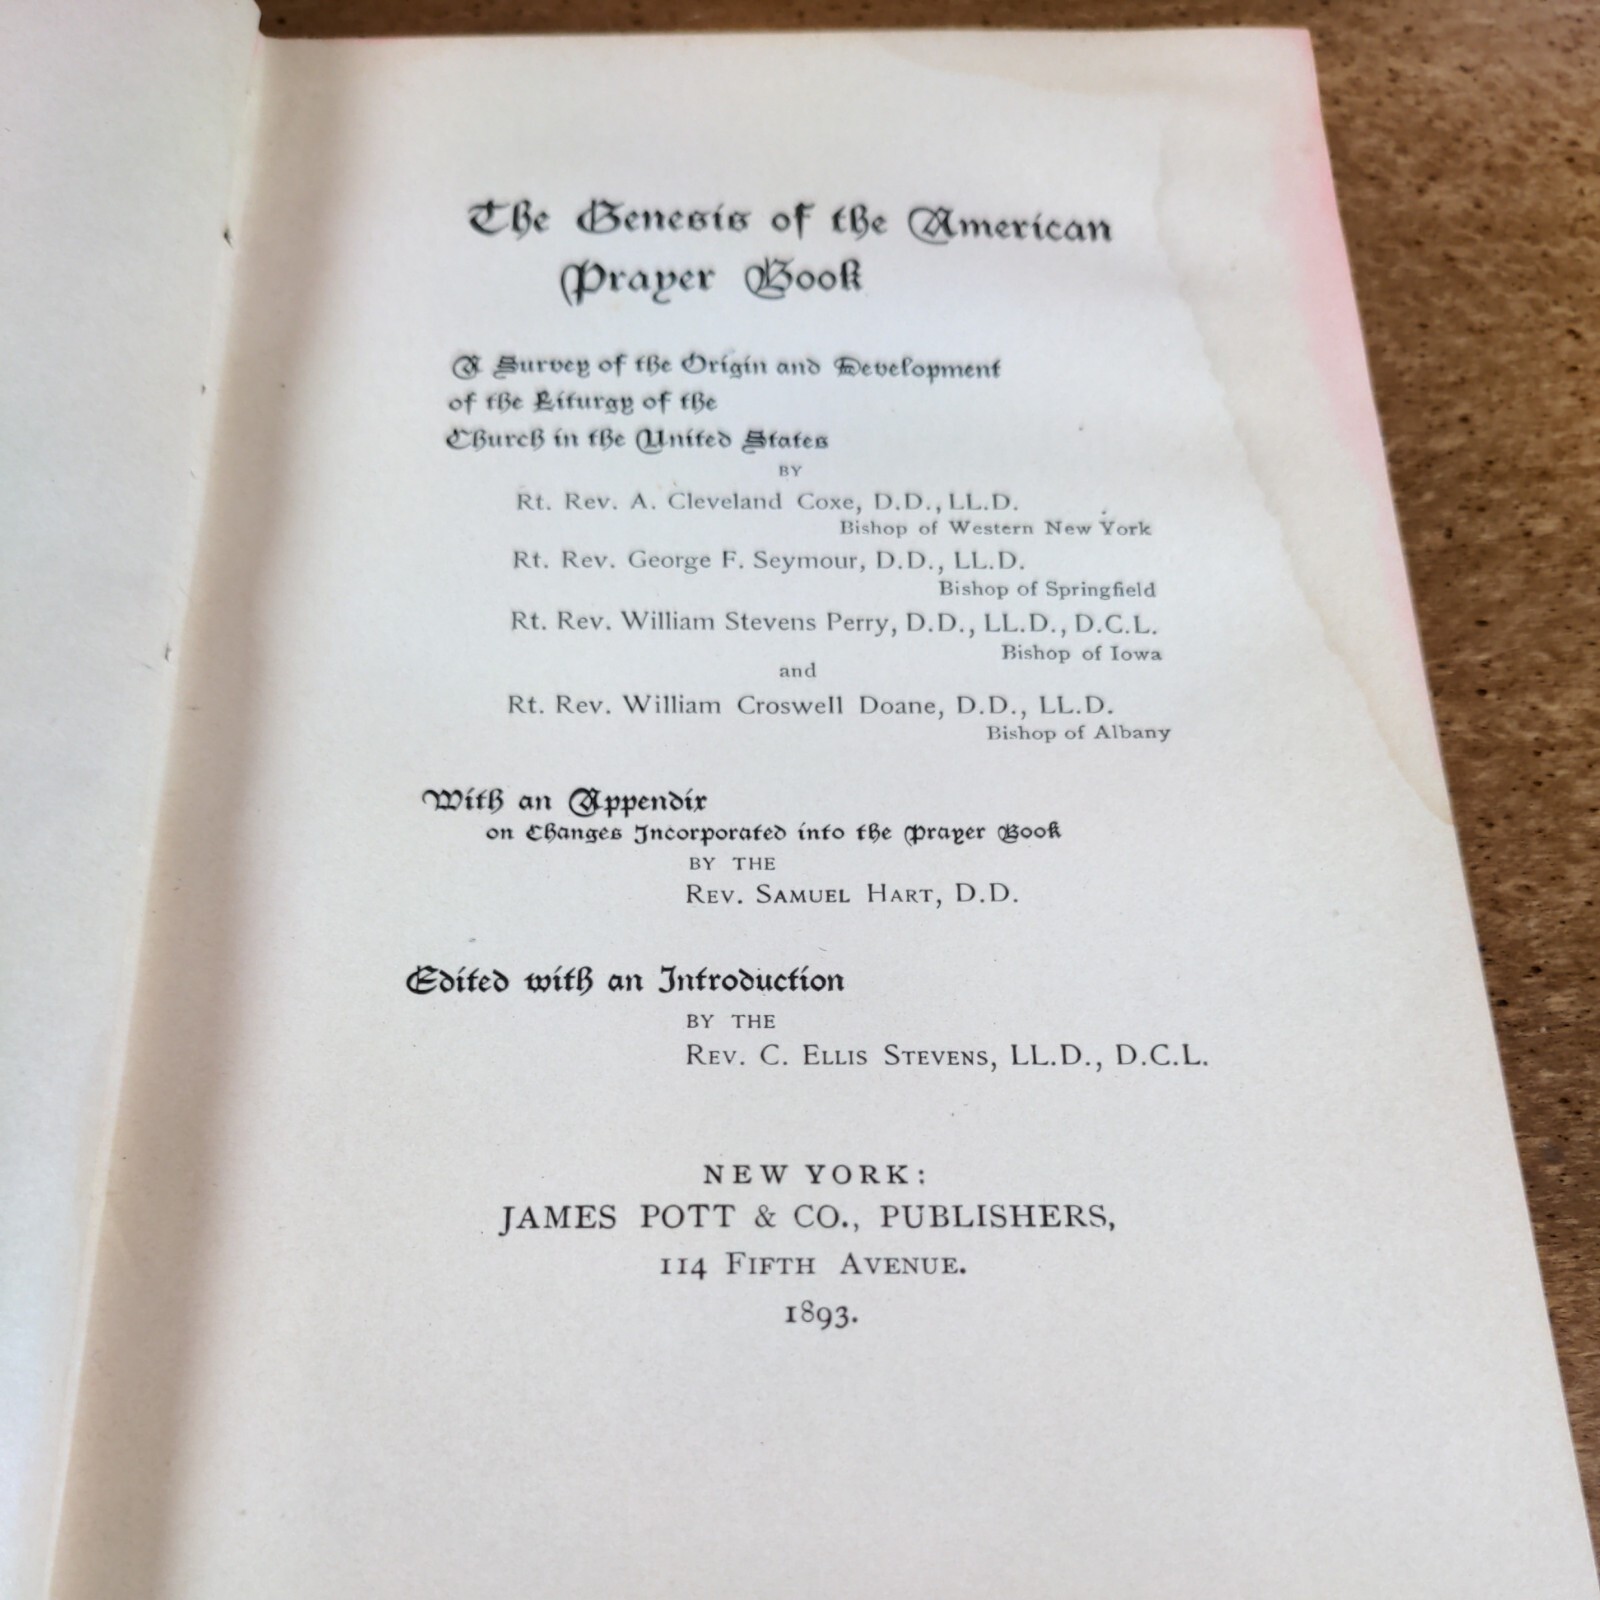 The Genesis of the American
Prayer Book
A Survey of the Origin and Development
of the Liturgy of the
Church in the United States
BY
Rt. Rev. A. Cleveland Coxe, D.D., LL.D.
Bishop of Western New York
Rt. Rev. George F. Seymour, D.D., LL.D.
Bishop of Springfield
Rt. Rev. William Stevens Perry, D.D., LL.D., D.C.L.
Bishop of Iowa
and
Rt. Rev. William Croswell Doane, D.D., LL.D.
Bishop of Albany
With an Appendix
on Changes Incorporated into the Prayer Book
BY THE
REV. SAMUEL HART, D.D.
Edited with an Introduction
BY THE
REV. C. ELLIS STEVENS, LL.D., D.C.L.
NEW YORK:
JAMES POTT & CO., PUBLISHERS,
114 FIFTH AVENUE.
1893.